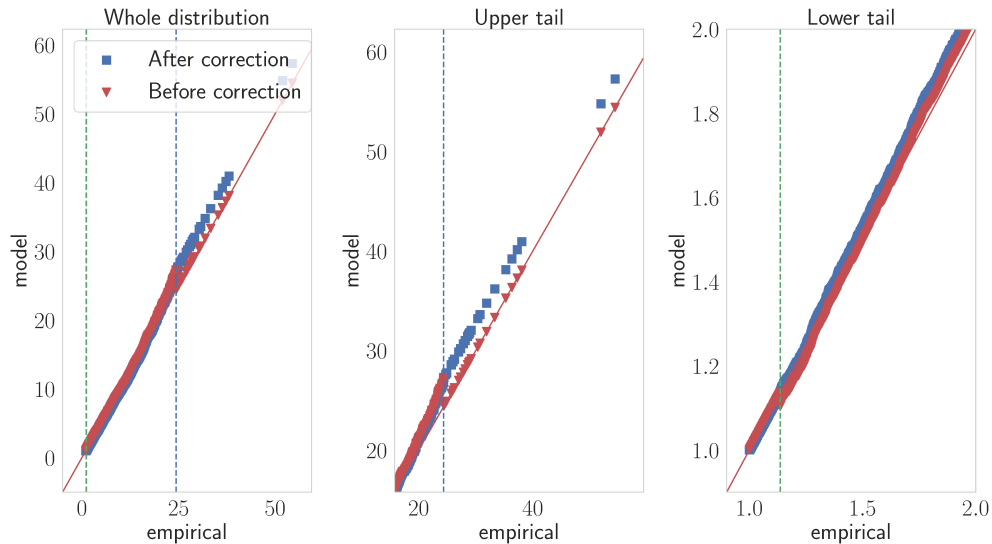 Whole distribution
Upper tail
Lower tail
After correction
Before correction
60
50
40
30
20
10
0
model
0 25 50
empirical
60
50
40
30
20
model
20 40
empirical
2.0
1.8
1.6
1.4
1.2
1.0
model
1.0 1.5 2.0
empirical